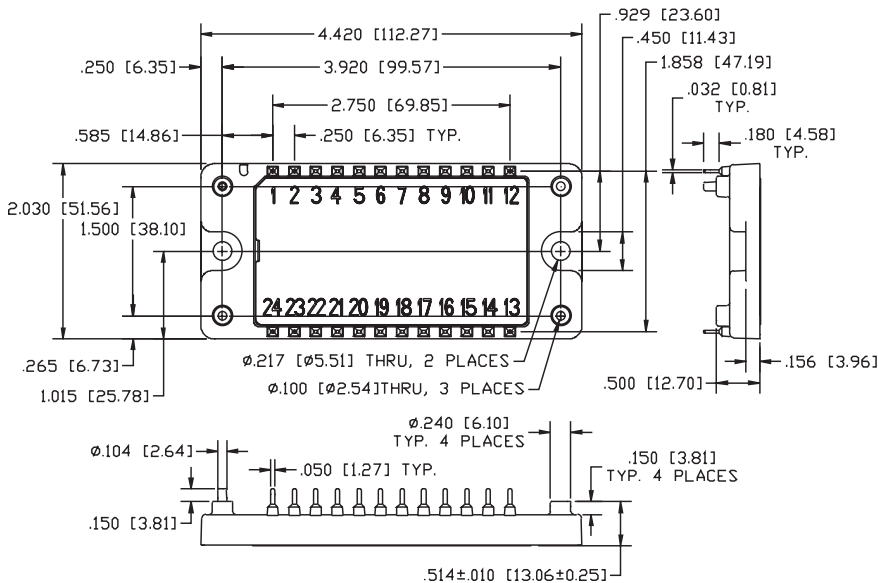 .929 [23.60]
4.420 [112.27]
.450 [11.43]
.250 [6.35]
3.920 [99.57]
1.858 [47.19]
.032 [0.81]
TYP.
2.750 [69.85]
.585 [14.86]
.250 [6.35] TYP.
.180 [4.58]
TYP.
1 2 3 4 5 6 7 8 9 10 11 12
2.030 [51.56]
1.500 [38.10]
24 23 22 21 20 19 18 17 16 15 14 13
ø.217 [ø5.51] THRU, 2 PLACES
.156 [3.96]
.265 [6.73]
ø.100 [ø2.54]THRU, 3 PLACES
.500 [12.70]
1.015 [25.78]
ø.240 [6.10]
TYP. 4 PLACES
ø.104 [2.64]
.050 [1.27] TYP.
.150 [3.81]
TYP. 4 PLACES
.150 [3.81]
.514±.010 [13.06±0.25]